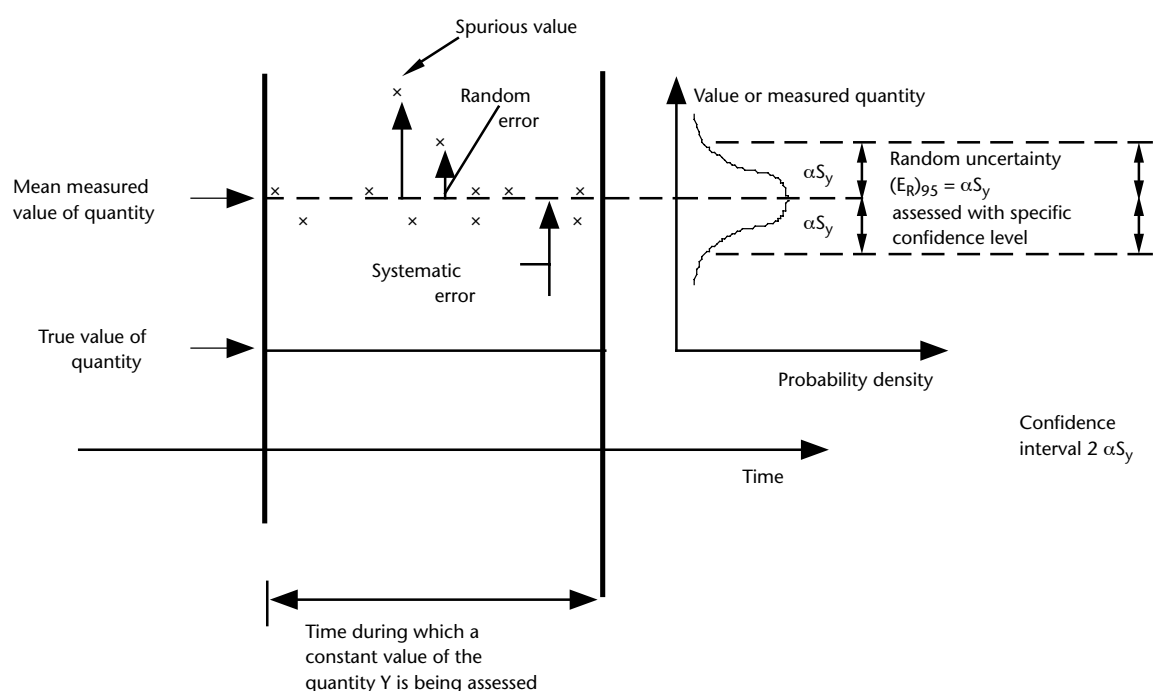 Spurious value
Random
error
Value or measured quantity
Mean measured
value of quantity
αSy
αSy
Random uncertainty
(ER)95 = αSy
assessed with specific
confidence level
Systematic
error
True value of
quantity
Probability density
Confidence
interval 2 αSy
Time
Time during which a
constant value of the
quantity Y is being assessed